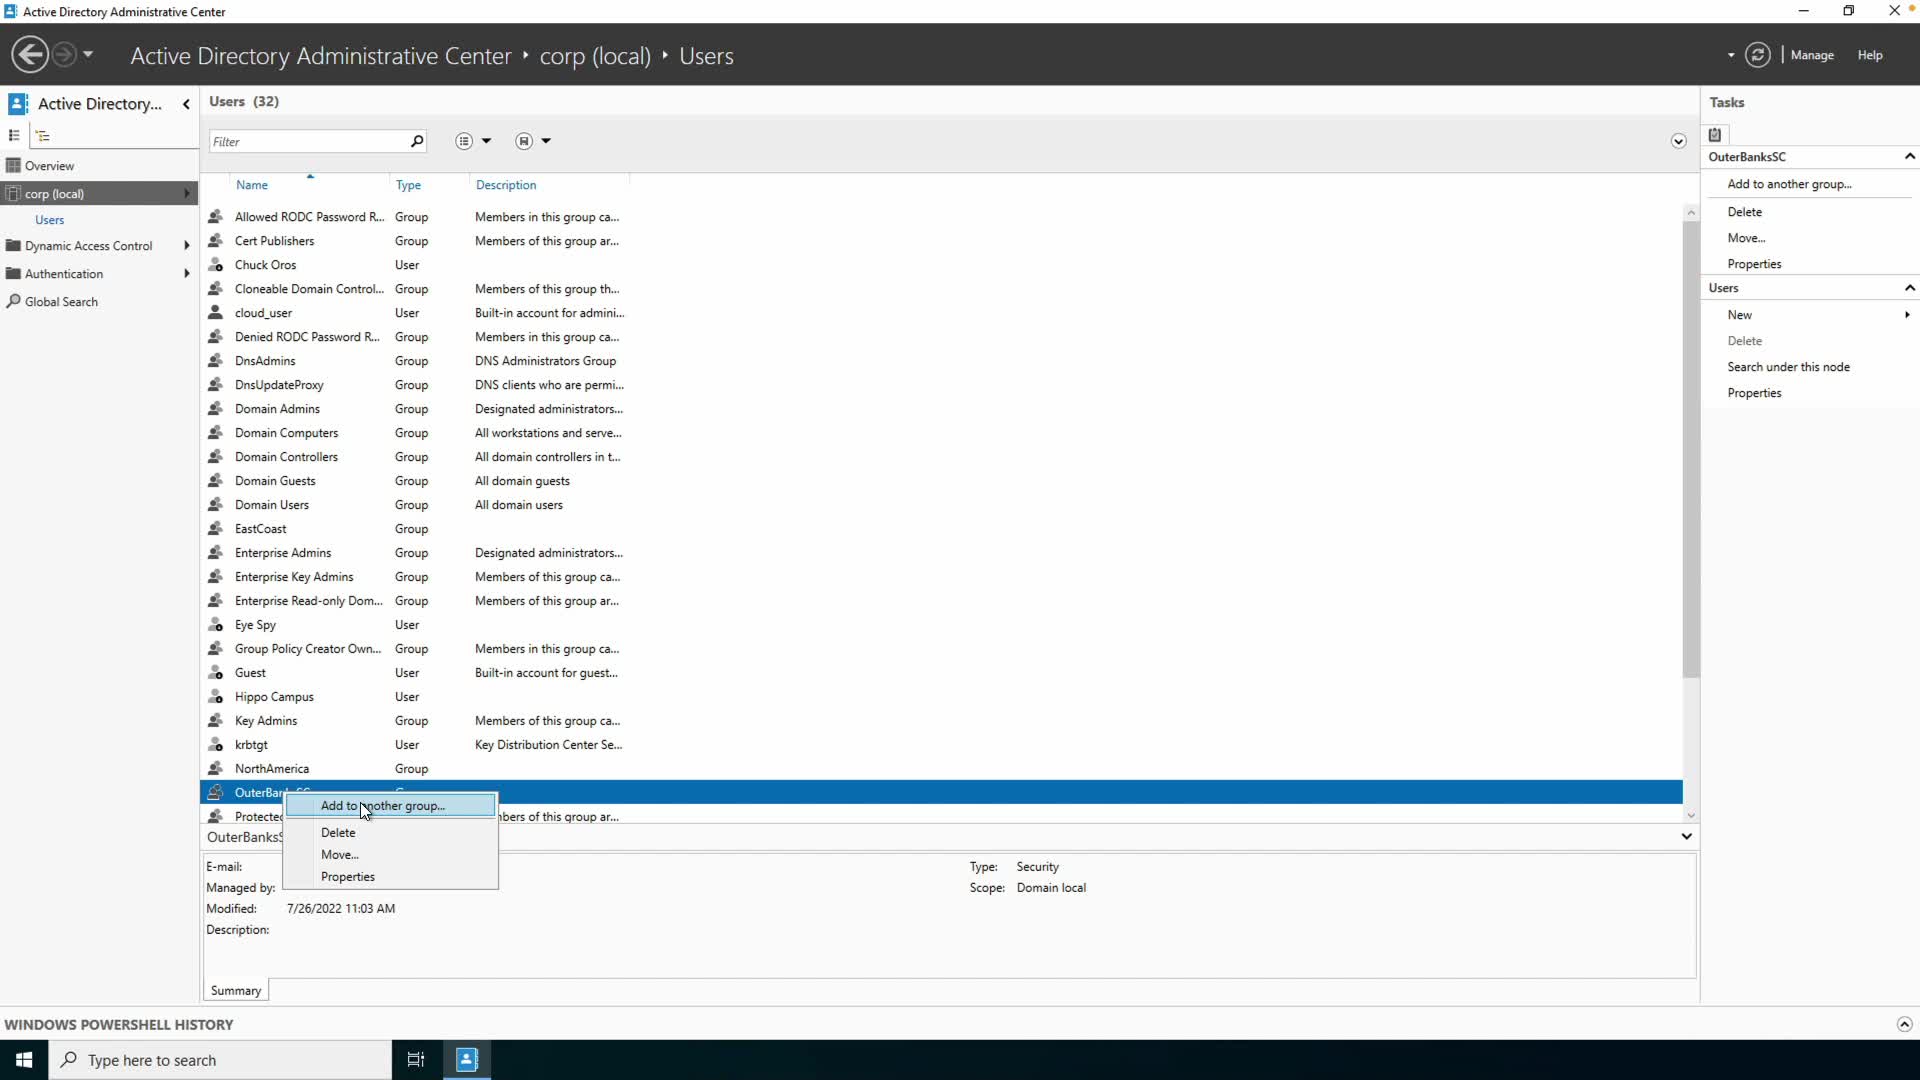 Active Directory Administrative Center
Active Directory Administrative Center
corp (local)
Users
Manage
Help
Active Directory...
Overview
corp (local)
Users
Dynamic Access Control
Authentication
Global Search
Users (32)
Filter
Name Type Description
Allowed RODC Password R... Group Members in this group ca...
Cert Publishers Group Members of this group ar...
Chuck Oros User
Cloneable Domain Control... Group Members of this group th...
cloud_user User Built-in account for admini...
Denied RODC Password R... Group Members in this group ca...
DnsAdmins Group DNS Administrators Group
DnsUpdateProxy Group DNS clients who are permi...
Domain Admins Group Designated administrators...
Domain Computers Group All workstations and serve...
Domain Controllers Group All domain controllers in t...
Domain Guests Group All domain guests
Domain Users Group All domain users
EastCoast Group
Enterprise Admins Group Designated administrators...
Enterprise Key Admins Group Members of this group ca...
Enterprise Read-only Dom... Group Members of this group ar...
Eye Spy User
Group Policy Creator Own... Group Members in this group ca...
Guest User Built-in account for guest...
Hippo Campus User
Key Admins Group Members of this group ca...
krbtgt User Key Distribution Center Se...
NorthAmerica Group
of this group ar...
Add to another group...
Delete
Move...
Properties
E-mail:
Managed by:
Modified: 7/26/2022 11:03 AM
Description:
Type: Security
Scope: Domain local
Summary
Tasks
OuterBanksSC
Add to another group...
Delete
Move...
Properties
Users
New
Delete
Search under this node
Properties
WINDOWS POWERSHELL HISTORY
Type here to search